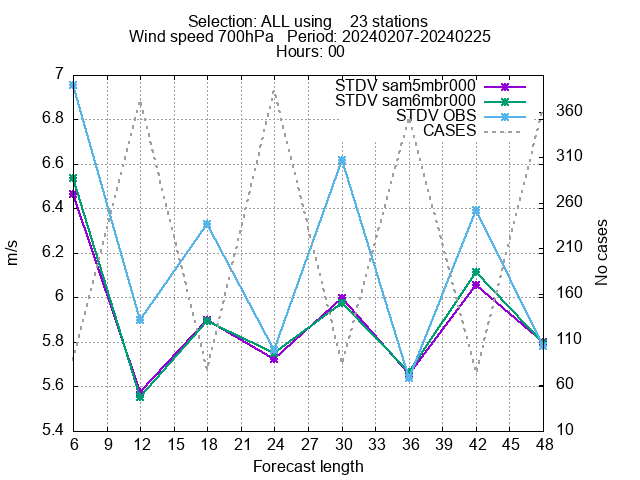 Selection: ALL using    23 stations
Wind speed 700hPa   Period: 20240207-20240225
Hours: 00
STDV sam5mbr000
STDV sam6mbr000
STDV OBS
CASES
7
6.8
6.6
6.4
6.2
6
5.8
5.6
5.4
m/s
360
310
260
210
160
110
60
10
No cases
6 9 12 15 18 21 24 27 30 33 36 39 42 45 48
Forecast length